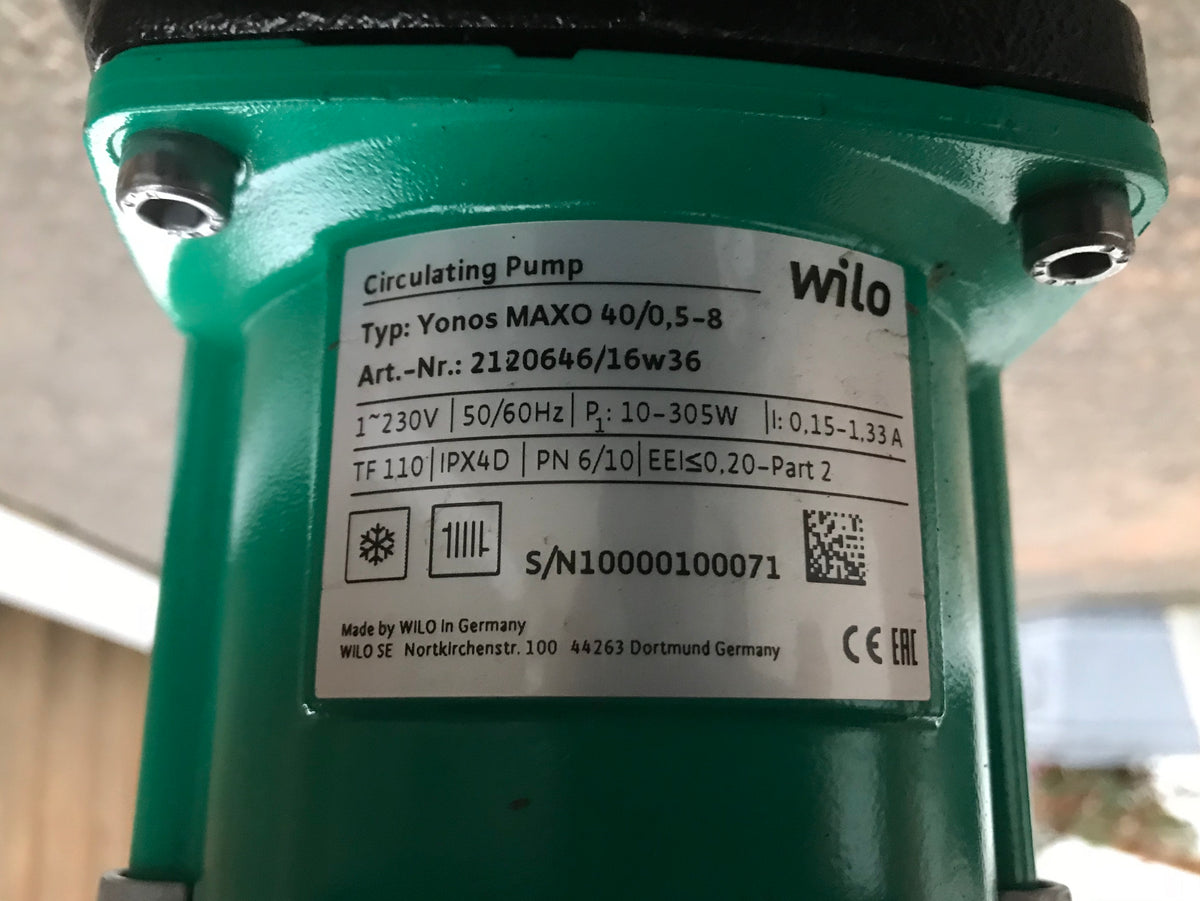 Circulating Pump
wilo
Typ: Yonos MAXO 40/0,5-8
Art.-Nr.: 2120646/16w36
1~230V | 50/60Hz | P1: 10-305W | I: 0,15-1,33 A
TF 110 | IPX4D | PN 6/10 | EEI≤0,20-Part 2
S/N10000100071
Made by WILO in Germany
WILO SE Nortkirchenstr. 100 44263 Dortmund Germany
CE EAC